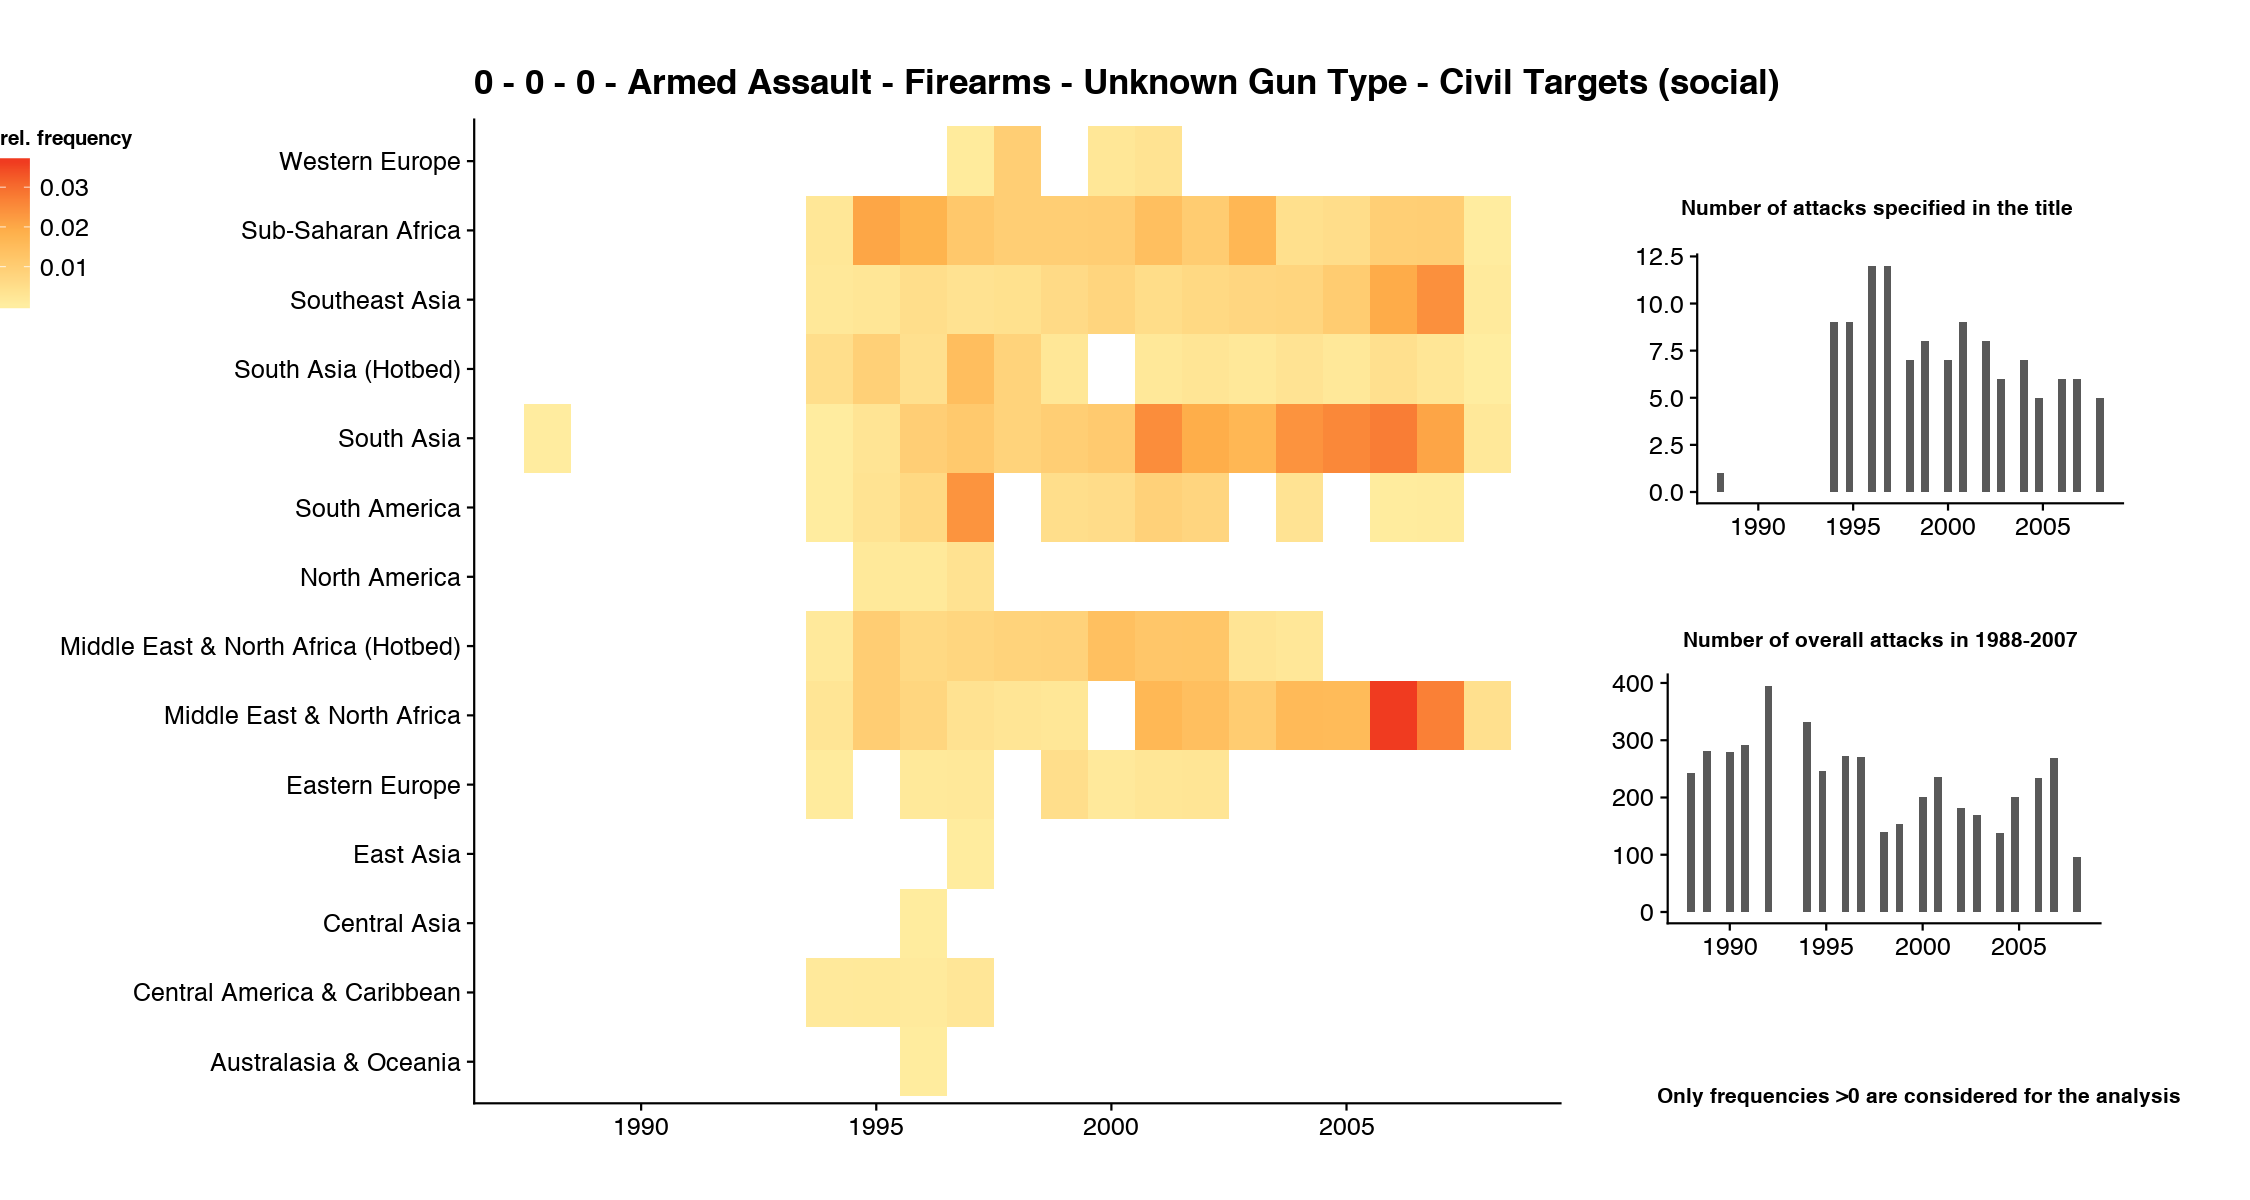 0 - 0 - 0 - Armed Assault - Firearms - Unknown Gun Type - Civil Targets (social)
rel. frequency
0.03
0.02
0.01
Western Europe
Sub-Saharan Africa
Southeast Asia
South Asia (Hotbed)
South Asia
South America
North America
Middle East & North Africa (Hotbed)
Middle East & North Africa
Eastern Europe
East Asia
Central Asia
Central America & Caribbean
Australasia & Oceania
1990 1995 2000 2005
Number of attacks specified in the title
12.5
10.0
7.5
5.0
2.5
0.0
1990 1995 2000 2005
Number of overall attacks in 1988-2007
400
300
200
100
0
1990 1995 2000 2005
Only frequencies >0 are considered for the analysis